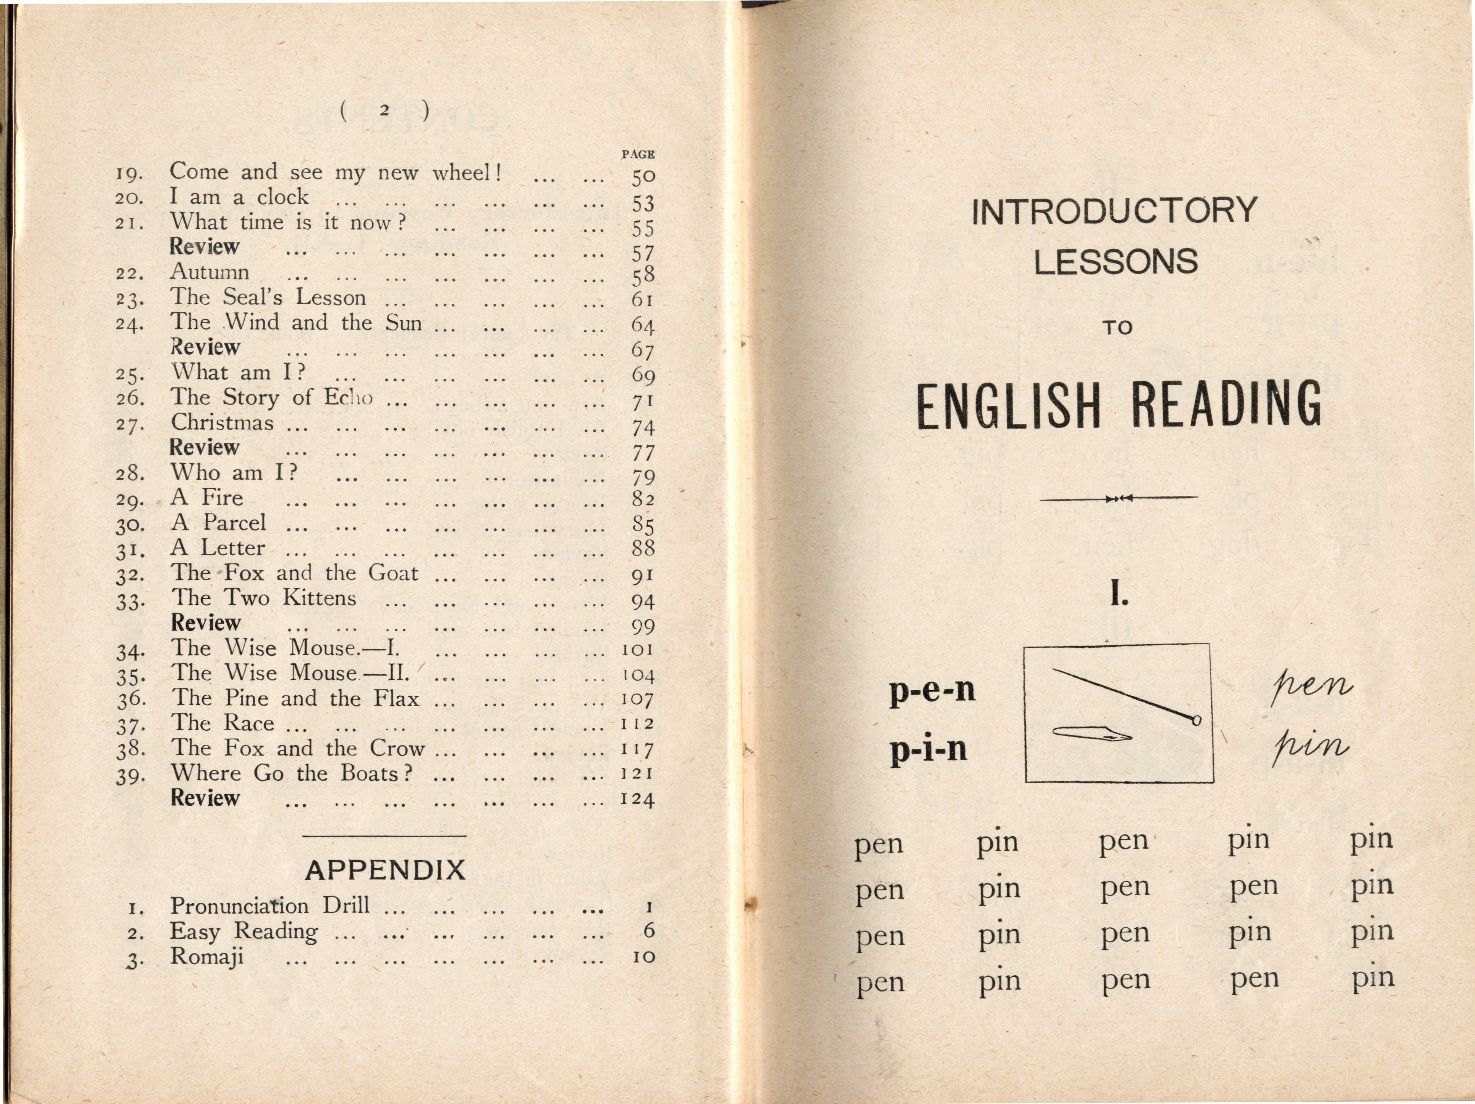 ( 2 )
PAGE
19. Come and see my new wheel! ... ... 50
20. I am a clock ... ... ... ... ... ... 53
21. What time is it now? ... ... ... ... 55
Review ... ... ... ... ... ... ... 57
22. Autumn ... ... ... ... ... ... ... 58
23. The Seal's Lesson ... ... ... ... ... 61
24. The Wind and the Sun ... ... ... ... 64
Review ... ... ... ... ... ... ... 67
25. What am I? ... ... ... ... ... ... 69
26. The Story of Echo ... ... ... ... ... 71
27. Christmas ... ... ... ... ... ... ... 74
Review ... ... ... ... ... ... ... 77
28. Who am I? ... ... ... ... ... ... 79
29. A Fire ... ... ... ... ... ... ... 82
30. A Parcel ... ... ... ... ... ... ... 85
31. A Letter ... ... ... ... ... ... ... 88
32. The Fox and the Goat ... ... ... ... 91
33. The Two Kittens ... ... ... ... ... 94
Review ... ... ... ... ... ... ... 99
34. The Wise Mouse.—I. ... ... ... ... 101
35. The Wise Mouse.—II. ... ... ... ... 104
36. The Pine and the Flax ... ... ... ... 107
37. The Race ... ... ... ... ... ... ... 112
38. The Fox and the Crow ... ... ... ... 117
39. Where Go the Boats? ... ... ... ... 121
Review ... ... ... ... ... ... ... 124
APPENDIX
1. Pronunciation Drill ... ... ... ... ... 1
2. Easy Reading ... ... ... ... ... ... 6
3. Romaji ... ... ... ... ... ... ... 10
INTRODUCTORY
LESSONS
TO
ENGLISH READING
I.
p-e-n pen
p-i-n pin
pen pin pen pin pin
pen pin pen pen pin
pen pin pen pin pin
pen pin pen pen pin